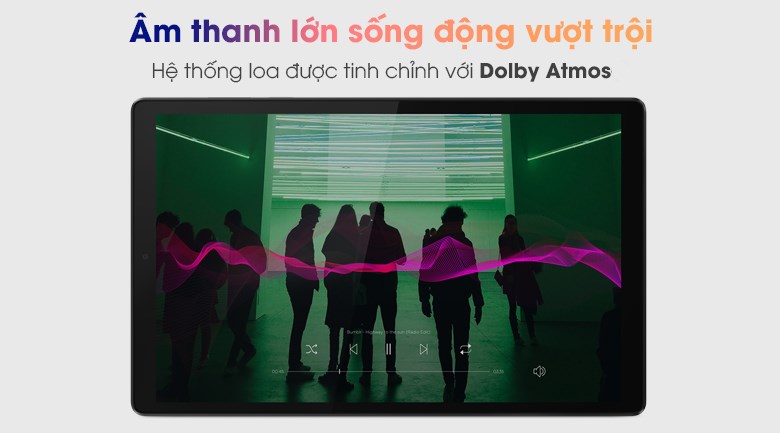 Âm thanh lớn sống động vượt trội
Hệ thống loa được tinh chỉnh với Dolby Atmos